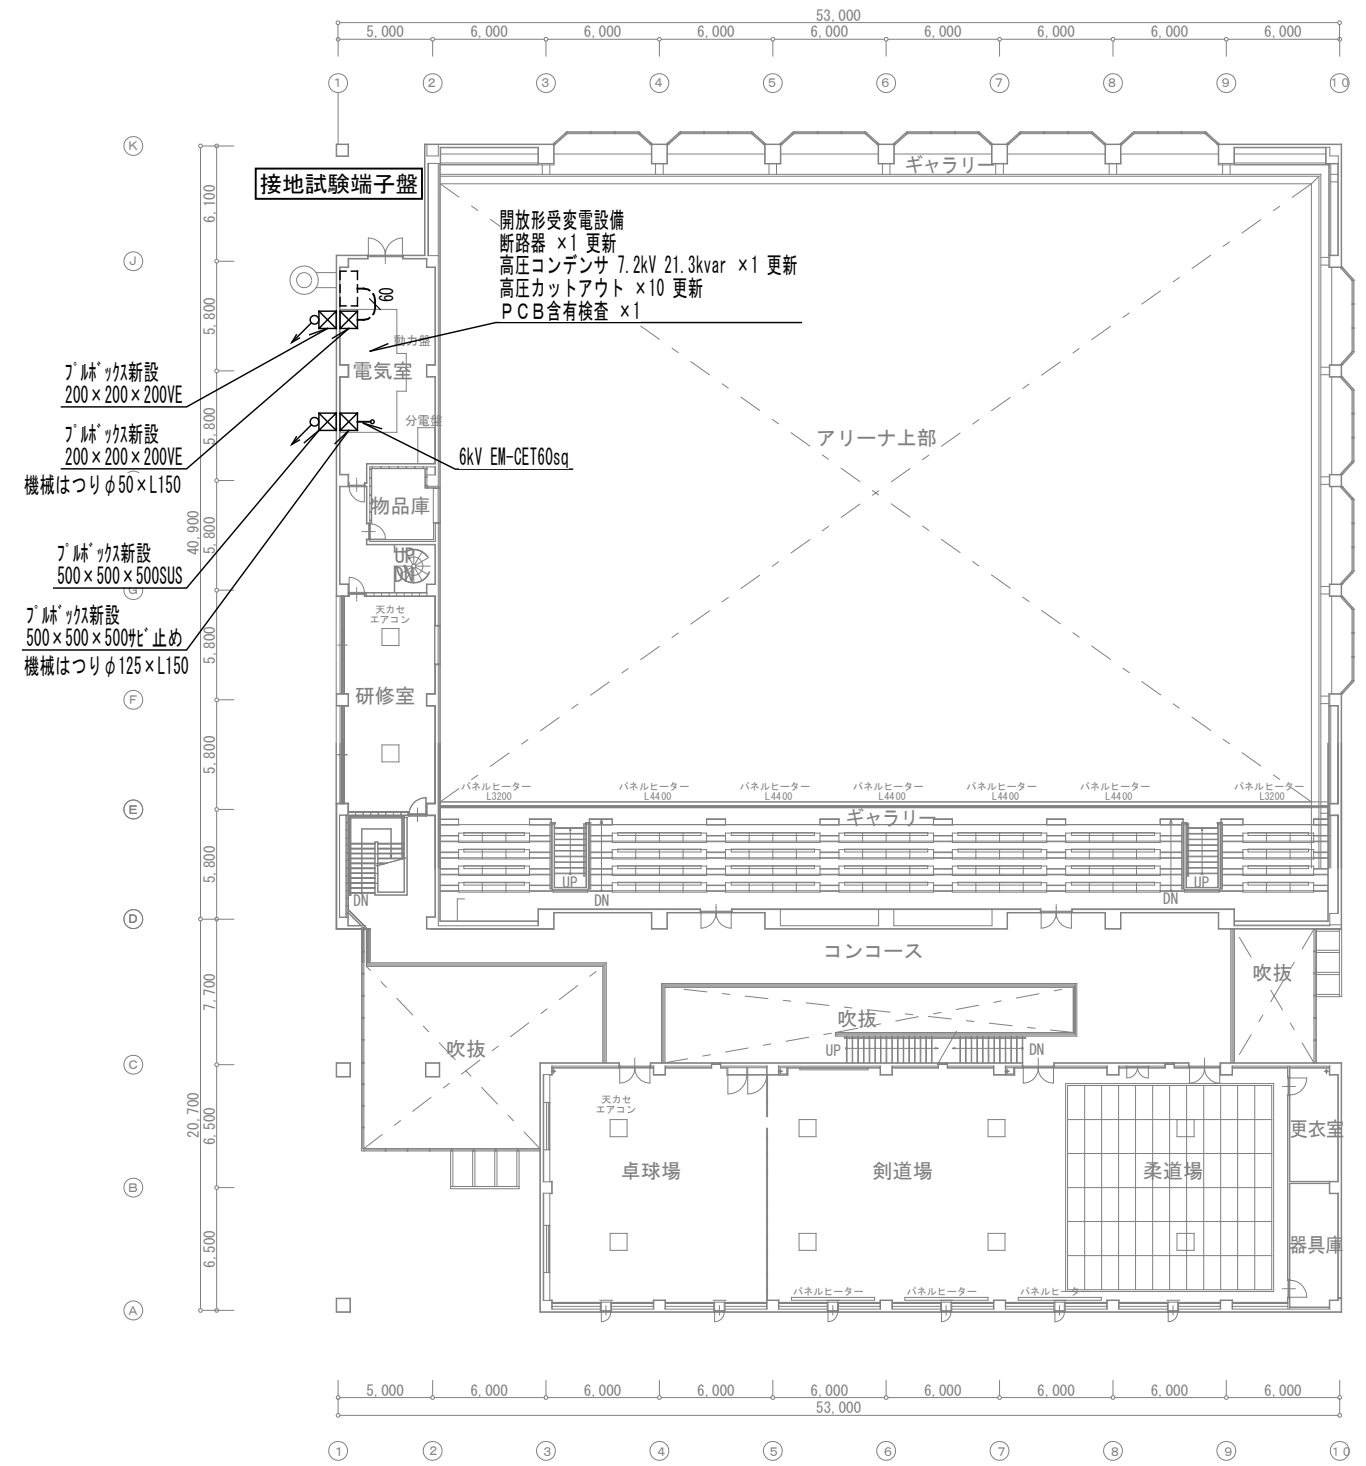 53,000
5,000 6,000 6,000 6,000 6,000 6,000 6,000 6,000 6,000
1 2 3 4 5 6 7 8 9 10
K
ギャラリー
接地試験端子盤
6,100
開放形受変電設備
断路器 ×1 更新
高圧コンデンサ 7.2kV 21.3kvar ×1 更新
高圧カットアウト ×10 更新
PCB含有検査 ×1
J
60
5,800
動力盤
電気室
プルボックス新設
200×200×200VE
プルボックス新設
200×200×200VE
機械はつりφ50×L150
5,800
分電盤
アリーナ上部
6kV EM-CET60sq
物品庫
40,900
5,800
プルボックス新設
500×500×500SUS
UP
DN
G
プルボックス新設
500×500×500サビ止め
機械はつりφ125×L150
天カセ
エアコン
5,800
研修室
F
5,800
パネルヒーター パネルヒーター パネルヒーター パネルヒーター パネルヒーター パネルヒーター パネルヒーター
L3200 L4400 L4400 L4400 L4400 L4400 L3200
E
ギャラリー
5,800
UP UP
DN DN DN
D
コンコース
7,700
吹抜
吹抜
吹抜
UP DN
C
20,700
6,500
天カセ
エアコン
更衣室
卓球場 剣道場 柔道場
B
6,500
器具庫
パネルヒーター パネルヒーター パネルヒータ
A
5,000 6,000 6,000 6,000 6,000 6,000 6,000 6,000 6,000
53,000
1 2 3 4 5 6 7 8 9 10